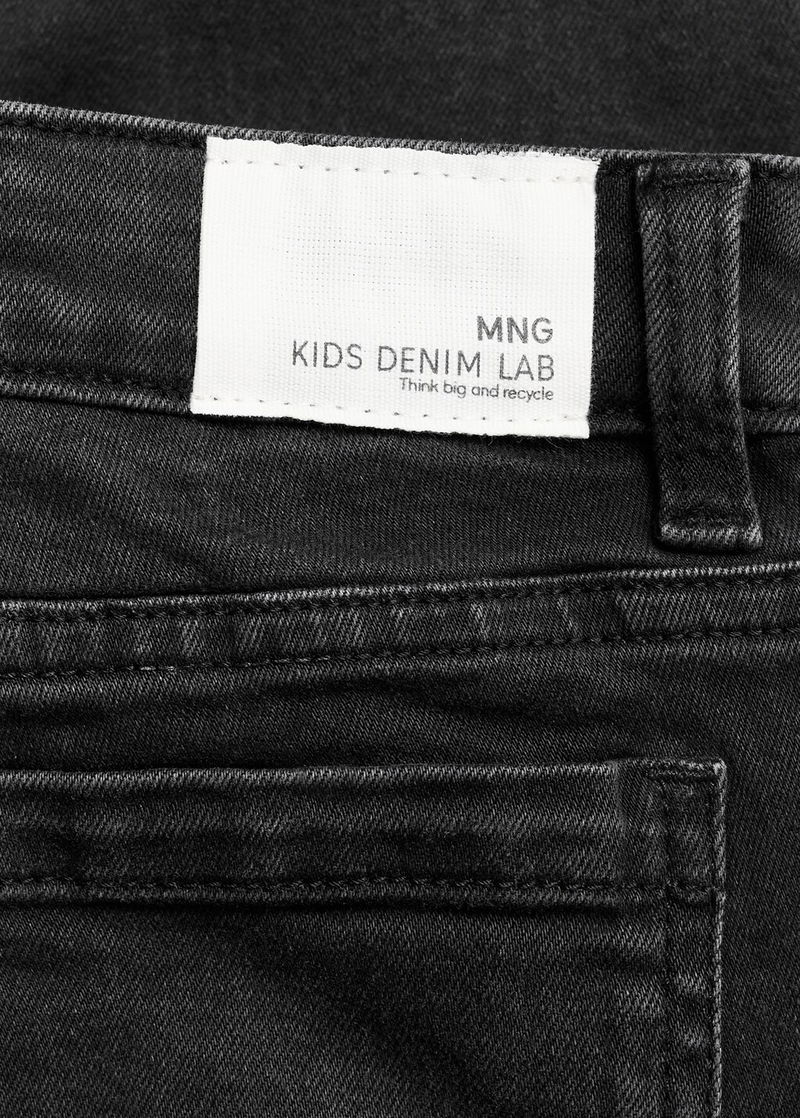 MNG
KIDS DENIM LAB
Think big and recycle